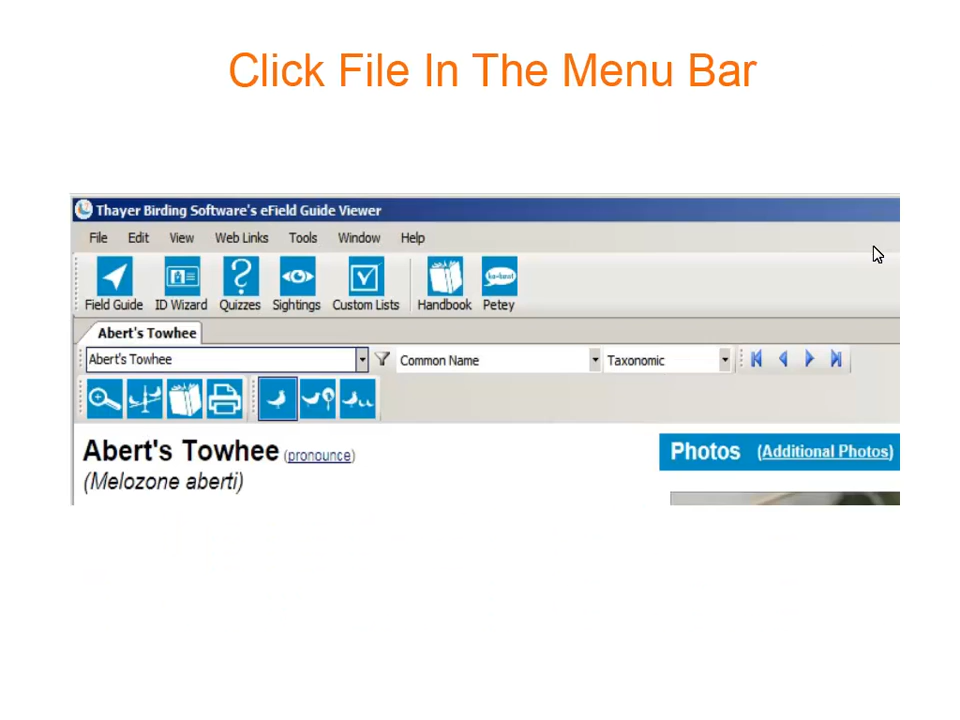 Click File In The Menu Bar
Thayer Birding Software's eField Guide Viewer
File Edit View Web Links Tools Window Help
Field Guide ID Wizard Quizzes Sightings Custom Lists Handbook Petey
Abert's Towhee
Abert's Towhee Common Name Taxonomic
Abert's Towhee (pronounce) Photos (Additional Photos)
(Melozone aberti)